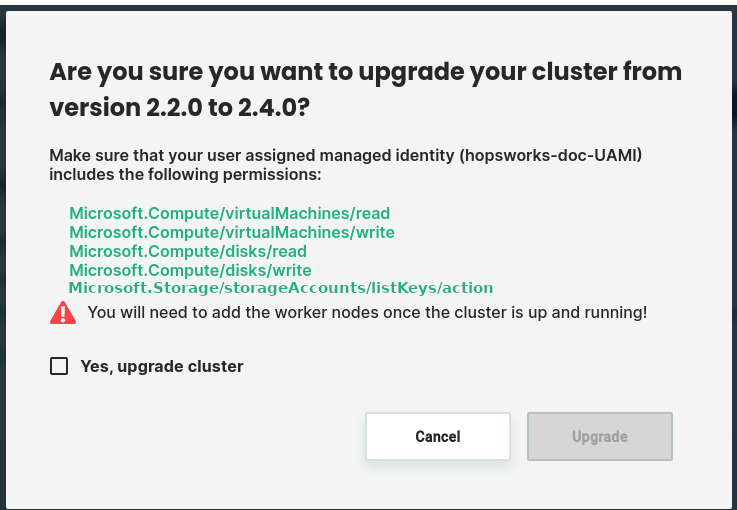 Are you sure you want to upgrade your cluster from
version 2.2.0 to 2.4.0?
Make sure that your user assigned managed identity (hopsworks-doc-UAMI)
includes the following permissions:
Microsoft.Compute/virtualMachines/read
Microsoft.Compute/virtualMachines/write
Microsoft.Compute/disks/read
Microsoft.Compute/disks/write
Microsoft.Storage/storageAccounts/listKeys/action
You will need to add the worker nodes once the cluster is up and running!
Yes, upgrade cluster
Cancel
Upgrade